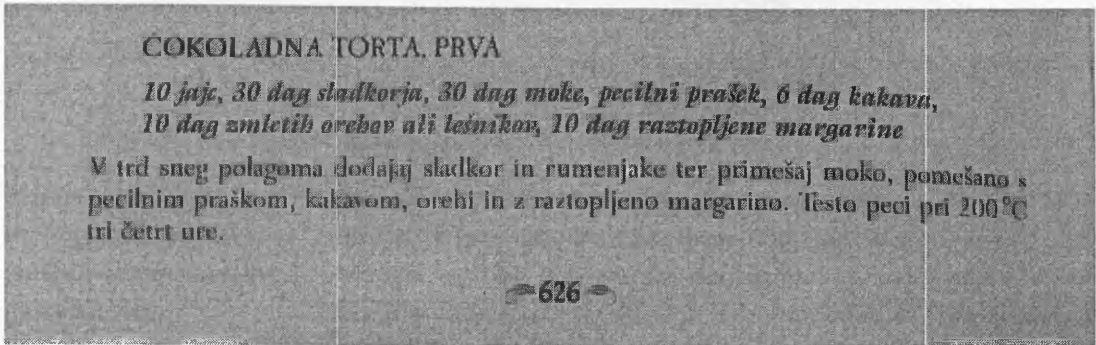 ČOKOLADNA TORTA, PRVA
10 jajc, 30 dag sladkorja, 30 dag moke, pecilni prašek, 6 dag kakava,
10 dag zmletih orehov ali lešnikov, 10 dag raztopljene margarine
V trd sneg polagoma dodajaj sladkor in rumenjake ter primešaj moko, pomešano s
pecilnim praškom, kakavom, orehi in z raztopljeno margarino. Testo peci pri 200°C
tri četrt ure.
626